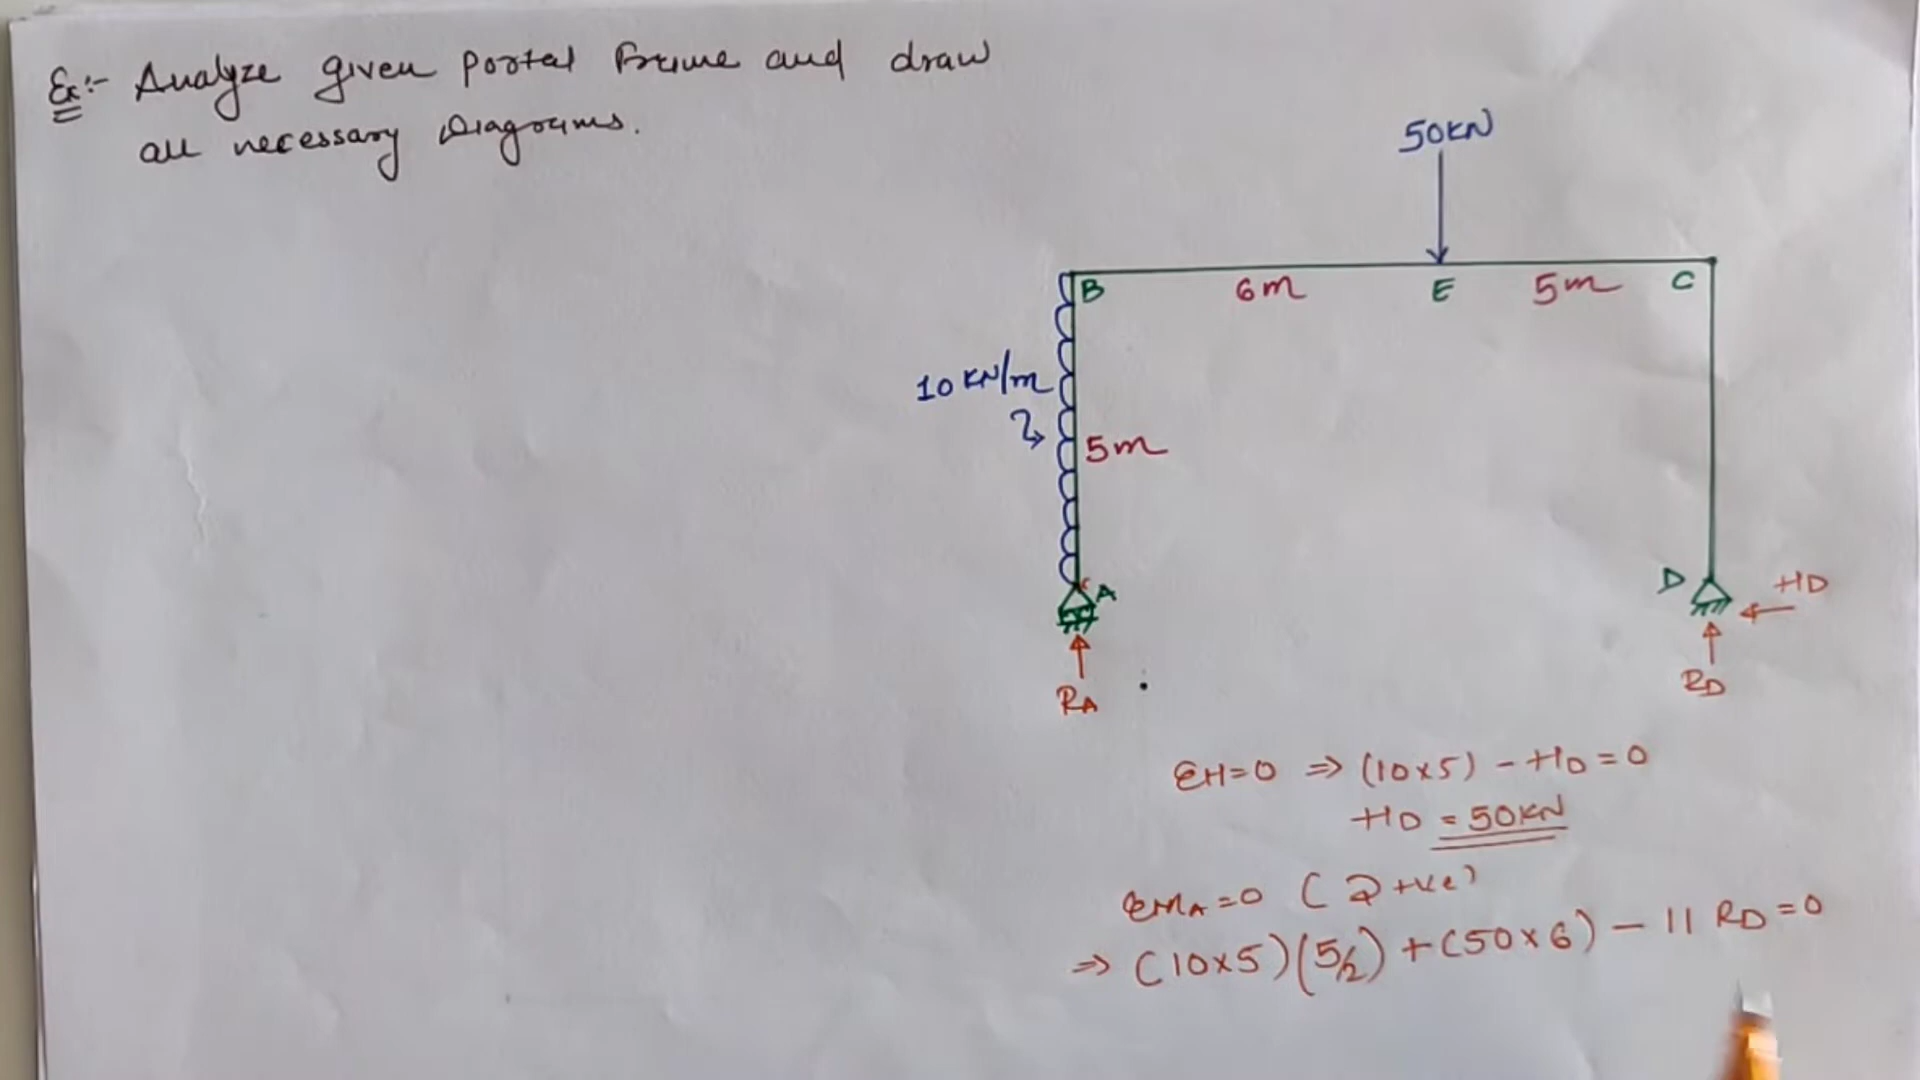 Ex:- Analyze given portal frame and draw
all necessary Diagrams.
50KN
B 6m E 5m C
10 KN/m
5m
A
D HD
RA
RD
ΣH=0 ⇒ (10×5) - HD = 0
HD = 50KN
ΣMA=0 (↻ +ve)
⇒ (10×5)(5/2) + (50×6) - 11 RD = 0